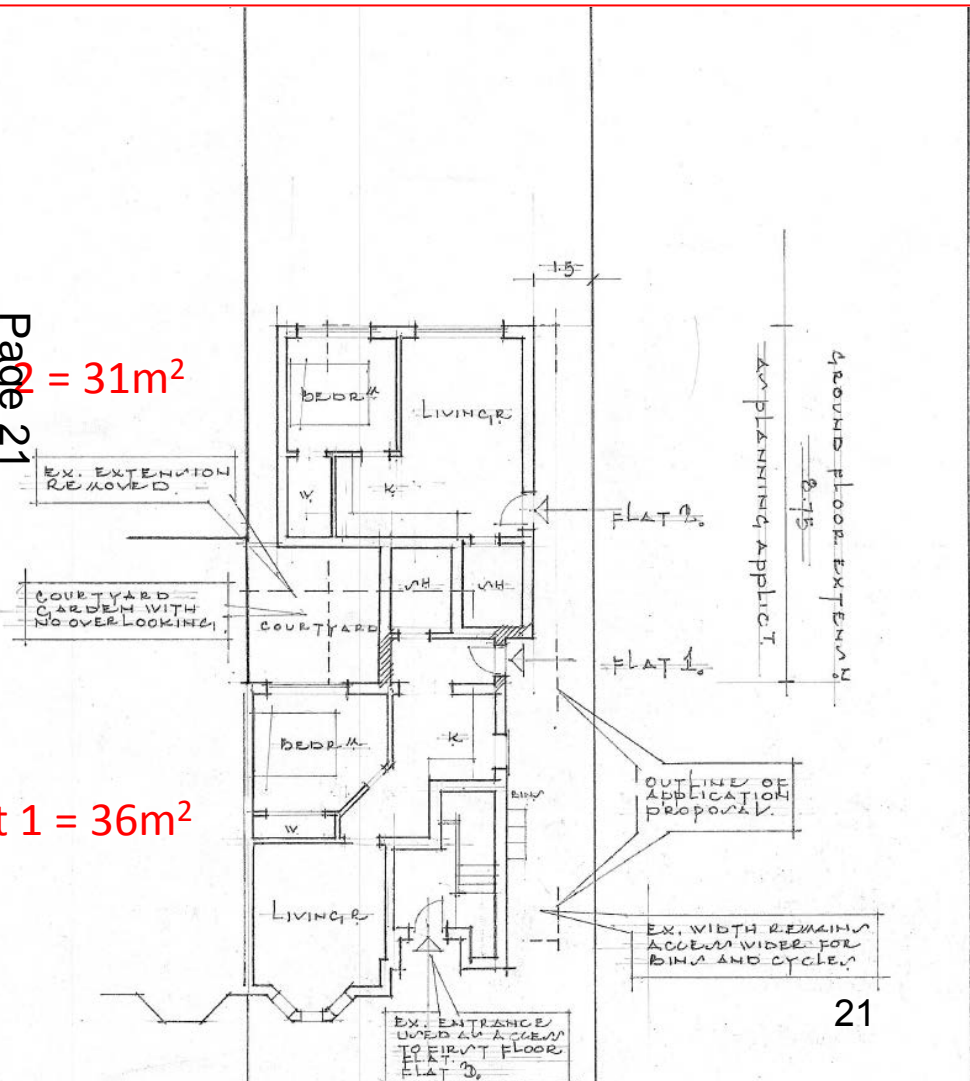 1.5
Page 21
2 = 31m²
BEDRM
LIVING R
EX. EXTENSION
REMOVED
W
K
FLAT 2.
GROUND FLOOR EXTENSN.
AS PLANNING APPLICT.
8.75
COURTYARD
GARDEN WITH
NO OVERLOOKING
COURTYARD
SH
SH
FLAT 1.
BEDRM
K
W
BINS
t 1 = 36m²
OUTLINE OF
APPLICATION
PROPOSAL.
LIVING R
EX. WIDTH REMAINS
ACCESS WIDER FOR
BINS AND CYCLES
21
EX. ENTRANCE
USED AS ACCESS
TO FIRST FLOOR
FLAT.
FLAT 3.